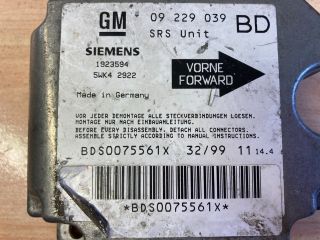 GM 09 229 039 BD
SRS Unit
SIEMENS
1923594
5WK4 2922
VORNE
FORWARD
Made in Germany
VOR JEDER DEMONTAGE ALLE STECKVERBINDUNGEN LOESEN.
MONTAGE NUR NACH EINBAUANLEITUNG!
BEFORE EVERY DISASSEMBLY, DETACH ALL CONNECTORS.
ASSEMBLE STRICTLY ACCORDING TO MANUAL INSTRUCTIONS!
BDS0075561X 32/99 11 14.4
*BDS0075561X*